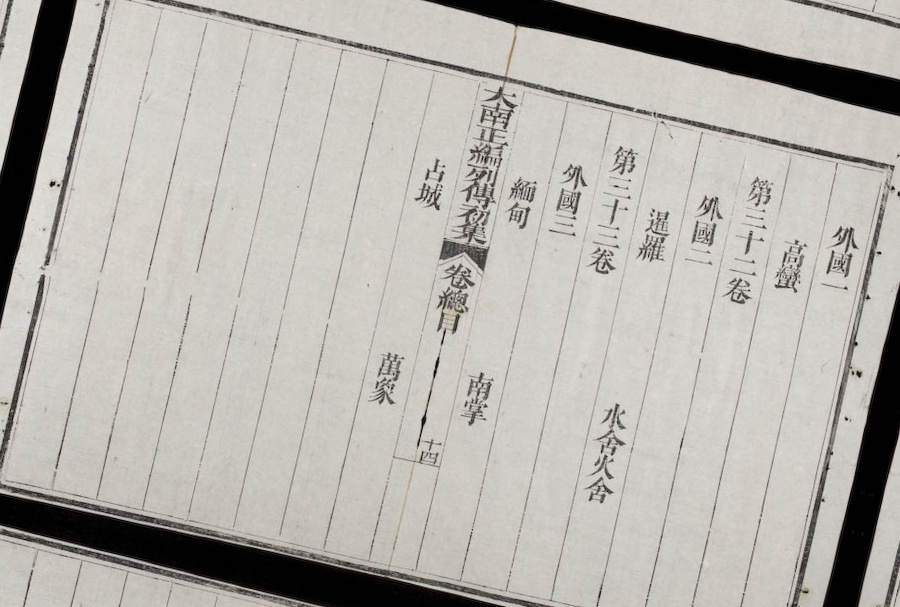 外國一
高蠻
第三十二卷
外國二
暹羅 水舍火舍
第三十三卷
外國三
緬甸 南掌
大南正編列傳初集 卷總目 十四
占城 萬象